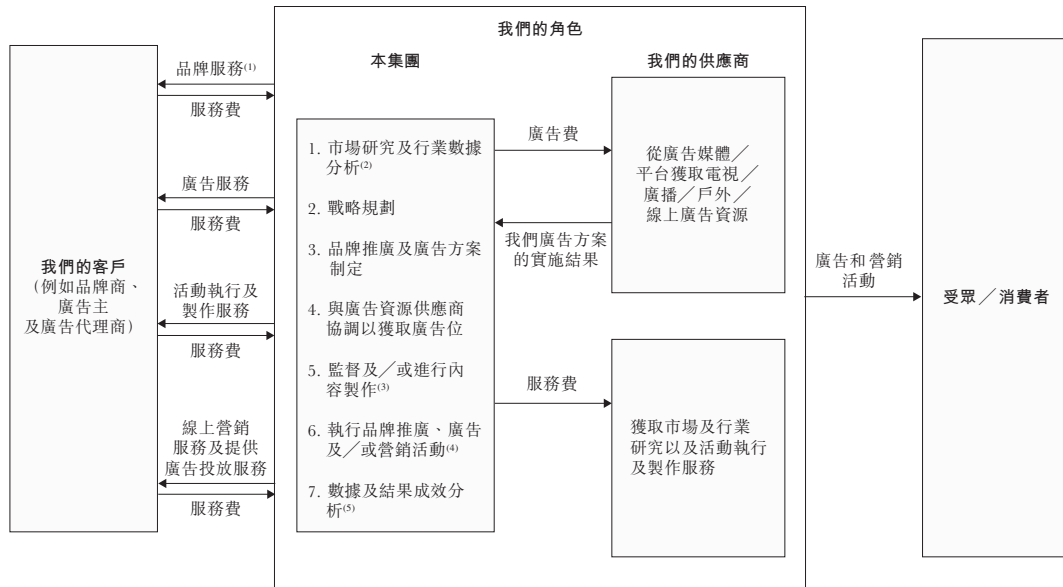 我們的角色
本集團
我們的供應商
我們的客戶
(例如品牌商、
廣告主
及廣告代理商)
品牌服務(1)
服務費
廣告服務
服務費
活動執行及
製作服務
服務費
線上營銷
服務及提供
廣告投放服務
服務費
1. 市場研究及行業數據
分析(2)
2. 戰略規劃
3. 品牌推廣及廣告方案
制定
4. 與廣告資源供應商
協調以獲取廣告位
5. 監督及／或進行內
容製作(3)
6. 執行品牌推廣、廣告
及／或營銷活動(4)
7. 數據及結果成效分
析(5)
廣告費
我們廣告方案
的實施結果
服務費
從廣告媒體／
平台獲取電視／
廣播／戶外／
線上廣告資源
獲取市場及行業
研究以及活動執行
及製作服務
廣告和營銷
活動
受眾／消費者